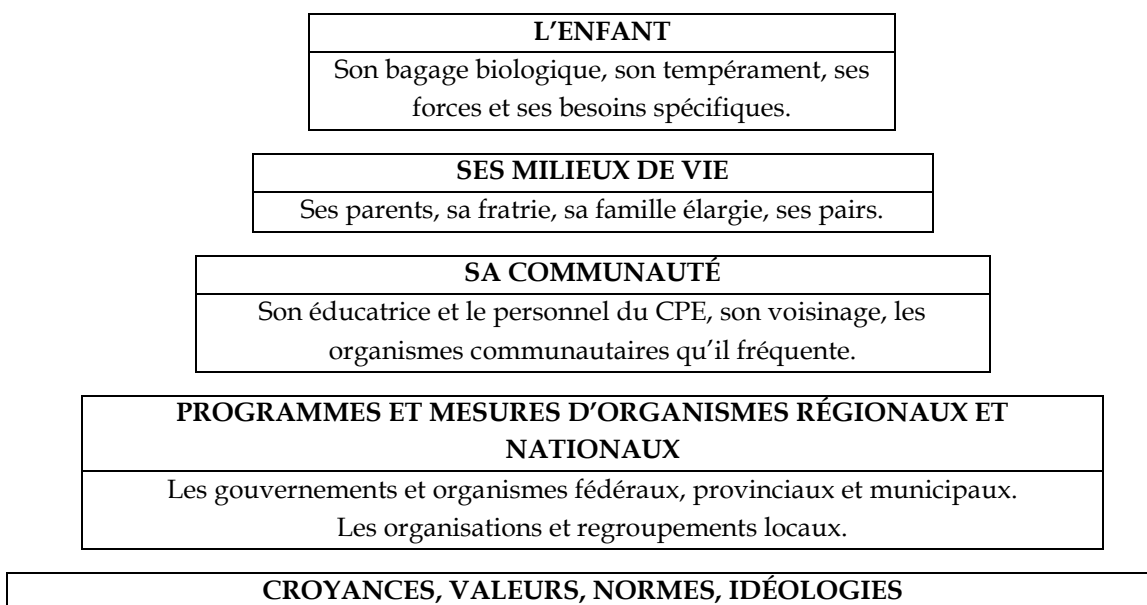 L’ENFANT
Son bagage biologique, son tempérament, ses
forces et ses besoins spécifiques.
SES MILIEUX DE VIE
Ses parents, sa fratrie, sa famille élargie, ses pairs.
SA COMMUNAUTÉ
Son éducatrice et le personnel du CPE, son voisinage, les
organismes communautaires qu’il fréquente.
PROGRAMMES ET MESURES D’ORGANISMES RÉGIONAUX ET
NATIONAUX
Les gouvernements et organismes fédéraux, provinciaux et municipaux.
Les organisations et regroupements locaux.
CROYANCES, VALEURS, NORMES, IDÉOLOGIES